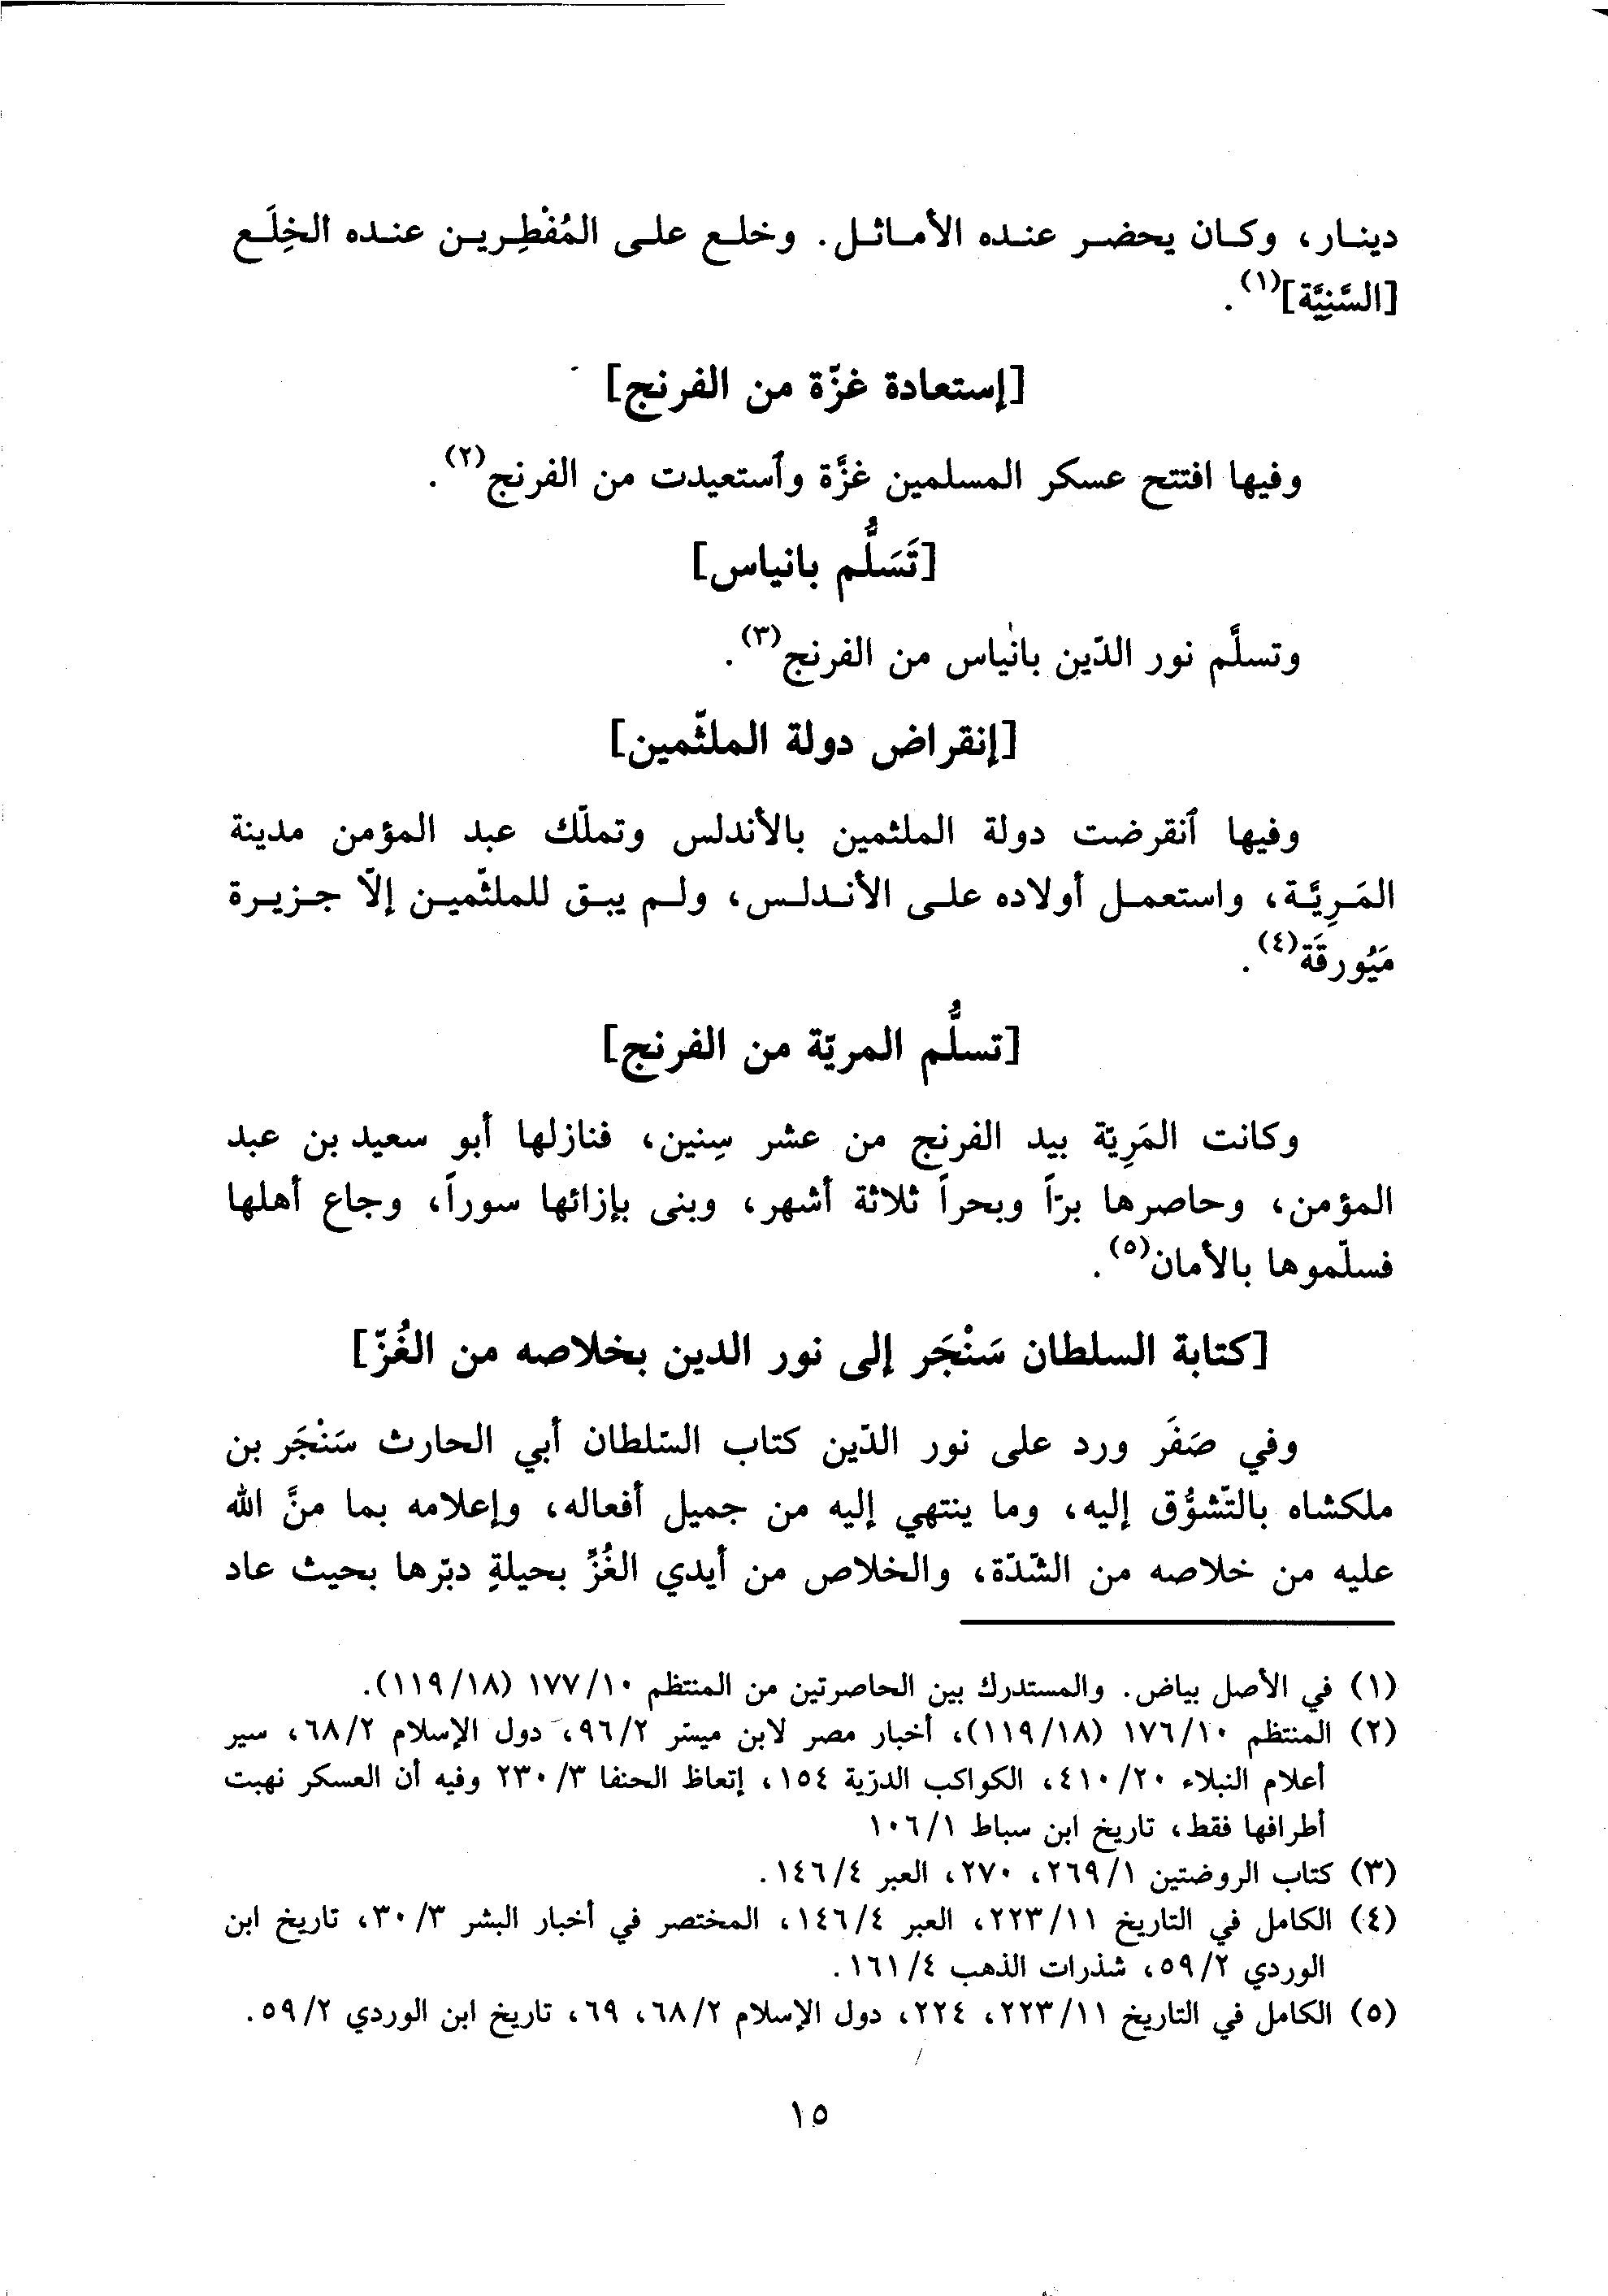 دينار، وكان يحضر عنده الأماثل. وخلع على المُفْطِرين عنده الخِلَع
[السَّنِيَّة]⁽١⁾.
[إستعادة غزّة من الفرنج]
وفيها افتتح عسكر المسلمين غزَّة وٱستعيدت من الفرنج⁽٢⁾.
[تَسَلُّم بانياس]
وتسلَّم نور الدّين بانياس من الفرنج⁽٣⁾.
[إنقراض دولة الملثّمين]
وفيها ٱنقرضت دولة الملثمين بالأندلس وتملّك عبد المؤمن مدينة
المَرِيَّة، واستعمل أولاده على الأندلس، ولم يبق للملثّمين إلّا جزيرة
مَيُورقَة⁽٤⁾.
[تسلُّم المريّة من الفرنج]
وكانت المَرِيّة بيد الفرنج من عشر سِنين، فنازلها أبو سعيد بن عبد
المؤمن، وحاصرها برّاً وبحراً ثلاثة أشهر، وبنى بإزائها سوراً، وجاع أهلها
فسلّموها بالأمان⁽٥⁾.
[كتابة السلطان سَنْجَر إلى نور الدين بخلاصه من الغُزّ]
وفي صَفَر ورد على نور الدّين كتاب السّلطان أبي الحارث سَنْجَر بن
ملكشاه بالتّشوُّق إليه، وما ينتهي إليه من جميل أفعاله، وإعلامه بما منَّ الله
عليه من خلاصه من الشّدّة، والخلاص من أيدي الغُزِّ بحيلةٍ دبّرها بحيث عاد
(١) في الأصل بياض. والمستدرك بين الحاصرتين من المنتظم ١٧٧/١٠ (١١٩/١٨).
(٢) المنتظم ١٧٦/١٠ (١١٩/١٨)، أخبار مصر لابن ميسّر ٩٦/٢، دول الإسلام ٦٨/٢، سير
أعلام النبلاء ٤١٠/٢٠، الكواكب الدرّية ١٥٤، إتعاظ الحنفا ٢٣٠/٣ وفيه أن العسكر نهبت
أطرافها فقط، تاريخ ابن سباط ١٠٦/١
(٣) كتاب الروضتين ٢٦٩/١، ٢٧٠، العبر ١٤٦/٤.
(٤) الكامل في التاريخ ٢٢٣/١١، العبر ١٤٦/٤، المختصر في أخبار البشر ٣٠/٣، تاريخ ابن
الوردي ٥٩/٢، شذرات الذهب ١٦١/٤.
(٥) الكامل في التاريخ ٢٢٣/١١، ٢٢٤، دول الإسلام ٦٨/٢، ٦٩، تاريخ ابن الوردي ٥٩/٢.
١٥